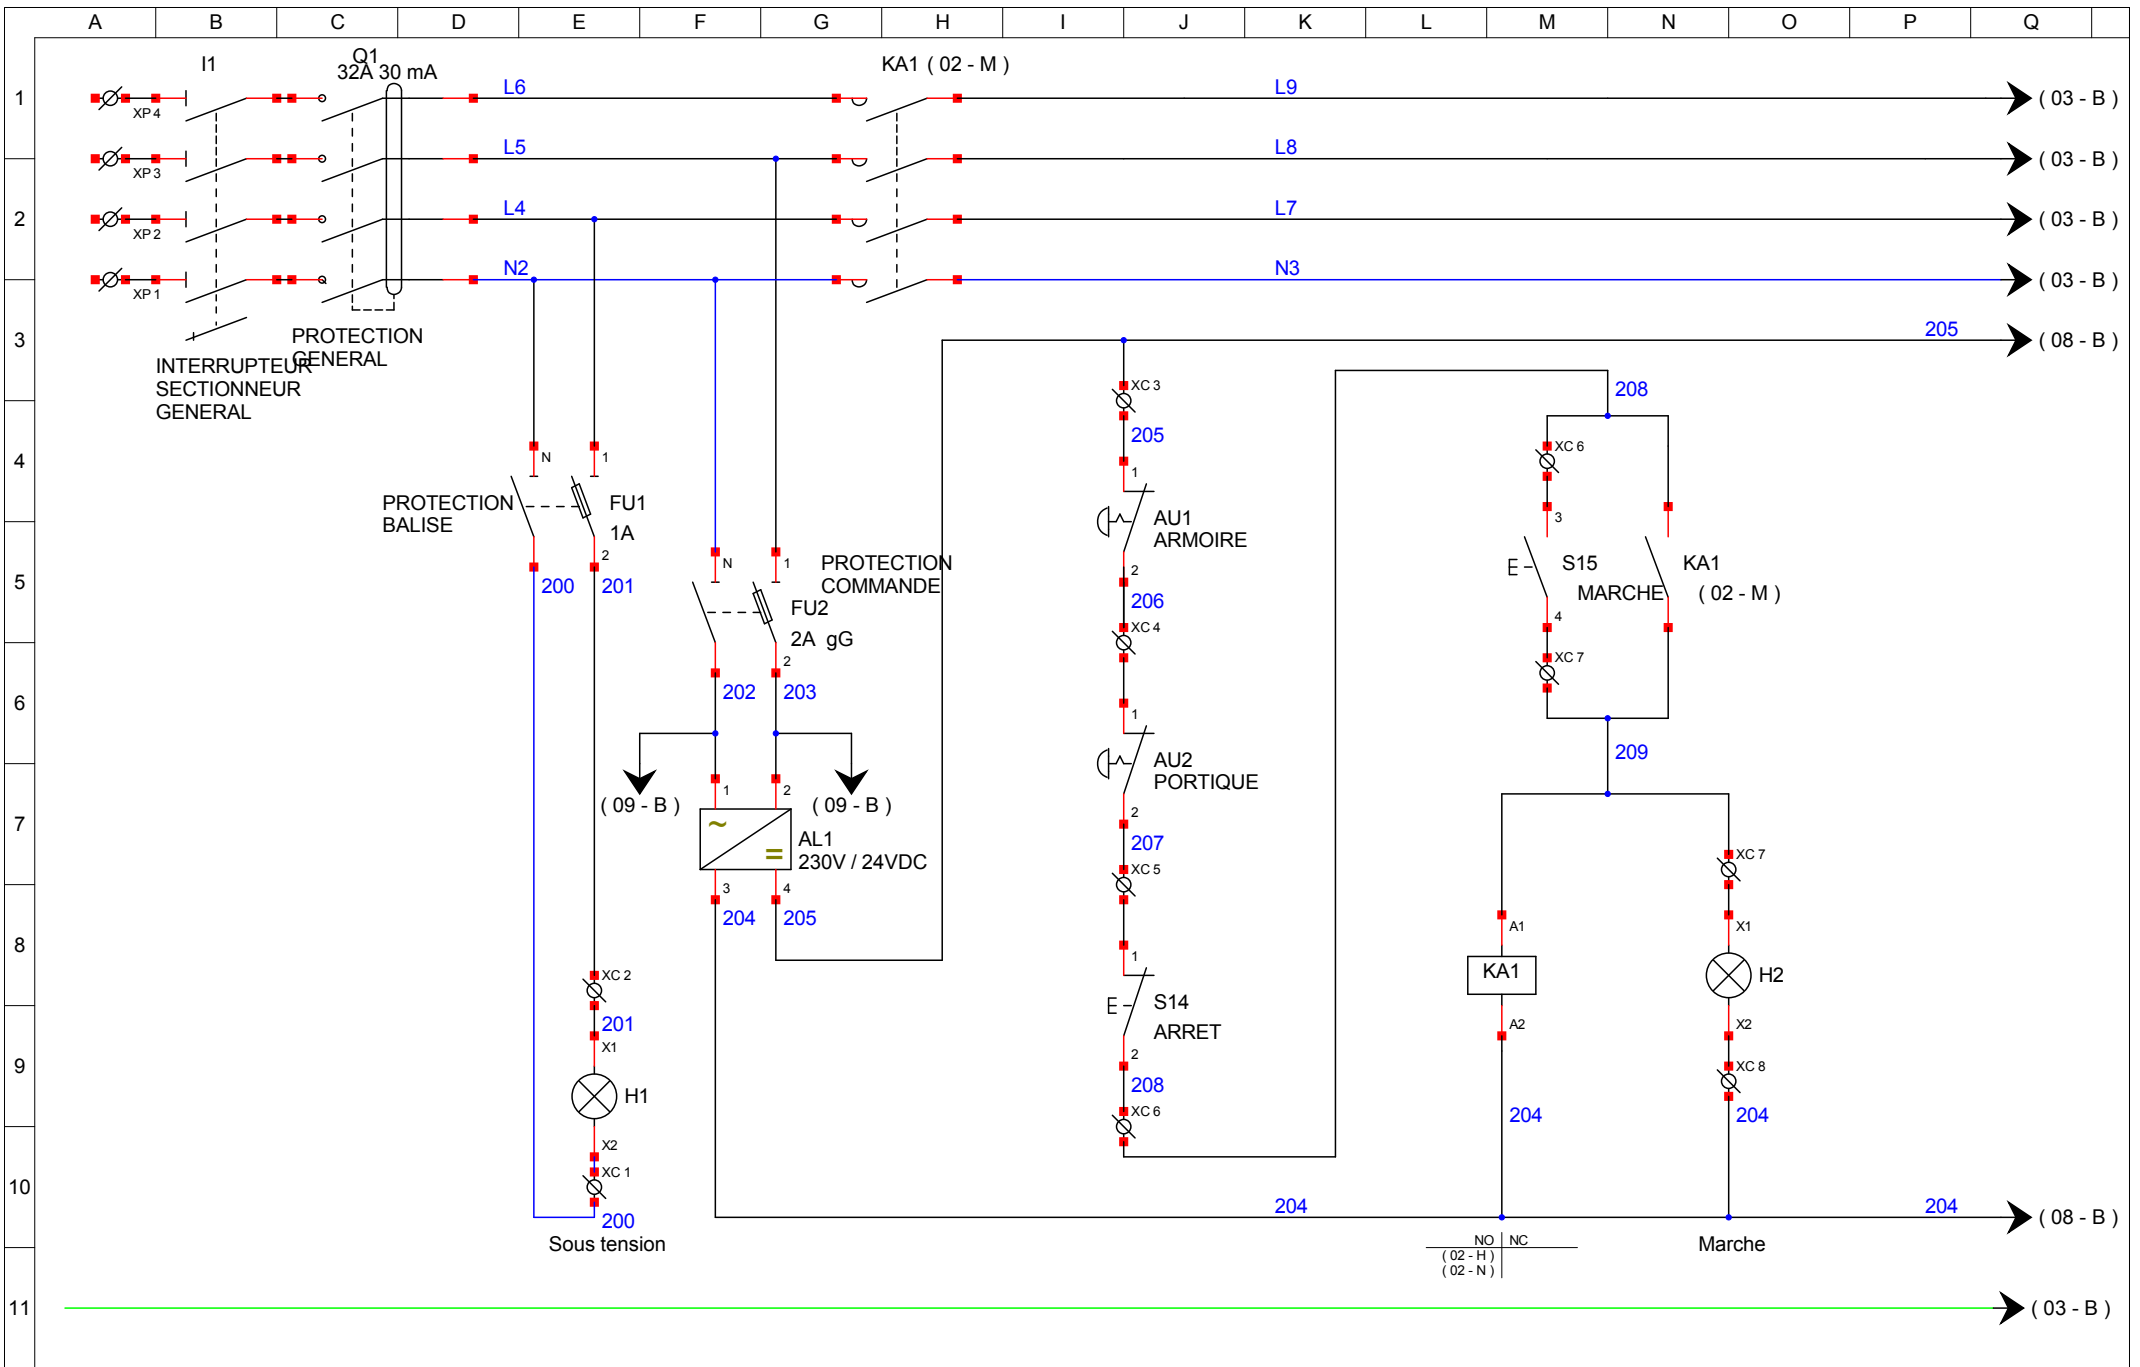 A B C D E F G H I J K L M N O P Q
I1
Q1
32A 30 mA
KA1 ( 02 - M )
1
XP 4
L6
L9
( 03 - B )
XP 3
L5
L8
( 03 - B )
2
XP 2
L4
L7
( 03 - B )
XP 1
N2
N3
( 03 - B )
3
205
( 08 - B )
INTERRUPTEUR
SECTIONNEUR
GENERAL
PROTECTION
GENERAL
XC 3
205
208
4
N
1
PROTECTION
BALISE
FU1
1A
2
200
201
1
AU1
ARMOIRE
2
206
XC 4
XC 6
3
S15
MARCHE
4
XC 7
KA1
( 02 - M )
5
N
1
PROTECTION
COMMANDE
FU2
2A gG
2
202
203
6
1
AU2
PORTIQUE
2
207
XC 5
209
( 09 - B )
( 09 - B )
7
1
2
AL1
230V / 24VDC
~
=
3
4
204
205
XC 7
8
XC 2
201
X1
H1
X2
XC 1
200
Sous tension
1
S14
ARRET
2
208
XC 6
A1
KA1
A2
204
X1
H2
X2
XC 8
204
9
10
204
204
( 08 - B )
NO NC
( 02 - H )
( 02 - N )
Marche
11
( 03 - B )